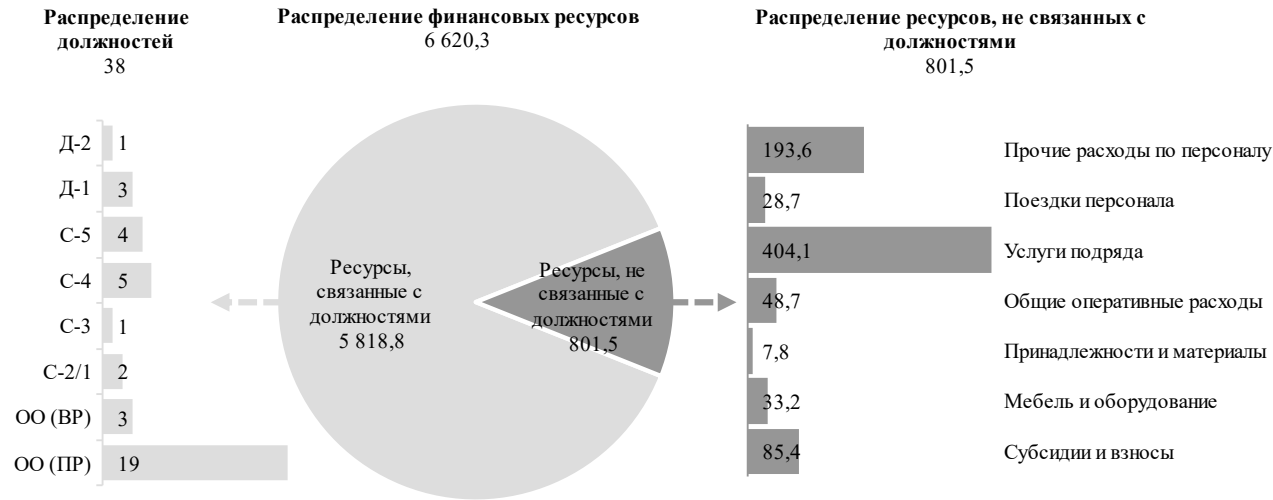 Распределение
должностей
38
Распределение финансовых ресурсов
6 620,3
Распределение ресурсов, не связанных с
должностями
801,5
Д-2 1
Д-1 3
С-5 4
С-4 5
С-3 1
С-2/1 2
ОО (ВР) 3
ОО (ПР) 19
Ресурсы,
связанные с
должностями
5 818,8
Ресурсы, не
связанные с
должностями
801,5
193,6 Прочие расходы по персоналу
28,7 Поездки персонала
404,1 Услуги подряда
48,7 Общие оперативные расходы
7,8 Принадлежности и материалы
33,2 Мебель и оборудование
85,4 Субсидии и взносы